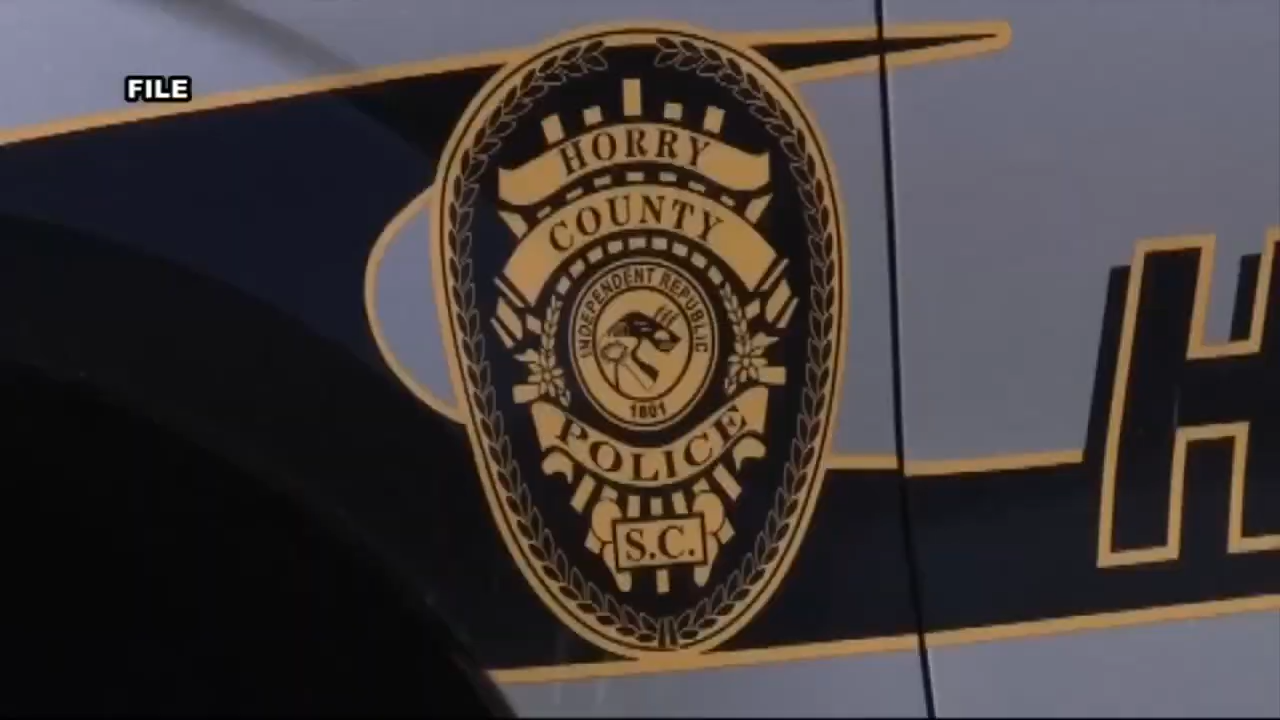 FILE
HORRY
COUNTY
INDEPENDENT REPUBLIC
1801
POLICE
S.C.
H